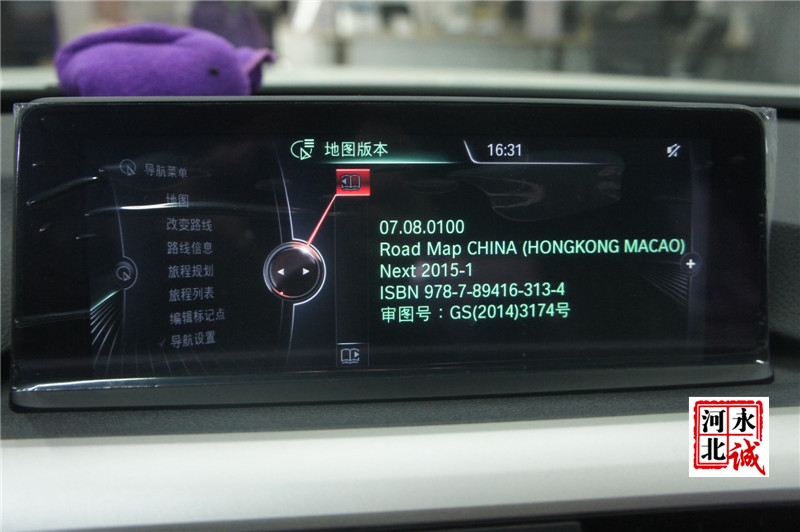 地图版本
16:31
导航菜单
地图
改变路线
路线信息
旅程规划
旅程列表
编辑标记点
导航设置
07.08.0100
Road Map CHINA (HONGKONG MACAO)
Next 2015-1
ISBN 978-7-89416-313-4
审图号：GS(2014)3174号
河北
永诚